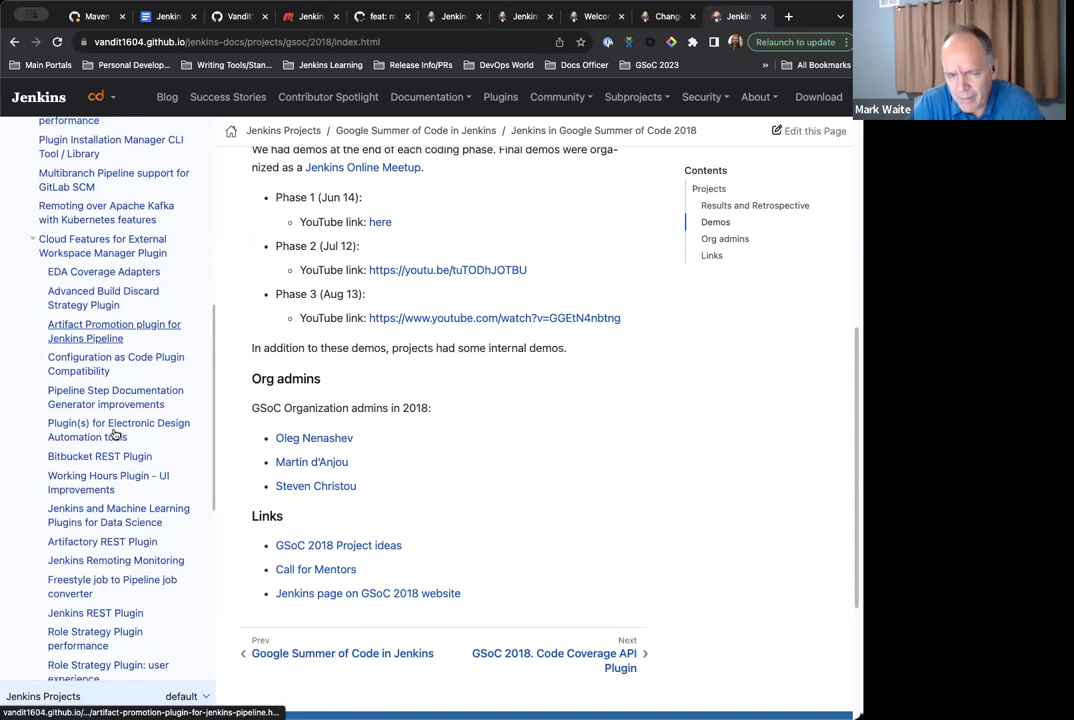 Maven
Jenkin:
Vandit1
Jenkin:
feat: m
Jenkin
Jenkin:
Welcor
Chang
Jenkin
vandit1604.github.io/jenkins-docs/projects/gsoc/2018/index.html
Relaunch to update
Main Portals
Personal Develop...
Writing Tools/Stan...
Jenkins Learning
Release Info/PRs
DevOps World
Docs Officer
GSoC 2023
»
All Bookmarks
Mark Waite
Jenkins
cd
Blog
Success Stories
Contributor Spotlight
Documentation
Plugins
Community
Subprojects
Security
About
Download
performance
Plugin Installation Manager CLI
Tool / Library
Multibranch Pipeline support for
GitLab SCM
Remoting over Apache Kafka
with Kubernetes features
Cloud Features for External
Workspace Manager Plugin
EDA Coverage Adapters
Advanced Build Discard
Strategy Plugin
Artifact Promotion plugin for
Jenkins Pipeline
Configuration as Code Plugin
Compatibility
Pipeline Step Documentation
Generator improvements
Plugin(s) for Electronic Design
Automation tools
Bitbucket REST Plugin
Working Hours Plugin - UI
Improvements
Jenkins and Machine Learning
Plugins for Data Science
Artifactory REST Plugin
Jenkins Remoting Monitoring
Freestyle job to Pipeline job
converter
Jenkins REST Plugin
Role Strategy Plugin
performance
Role Strategy Plugin: user
experience
Jenkins Projects
default
vandit1604.github.io/.../artifact-promotion-plugin-for-jenkins-pipeline.h...
Jenkins Projects / Google Summer of Code in Jenkins / Jenkins in Google Summer of Code 2018
Edit this Page
We had demos at the end of each coding phase. Final demos were orga-
nized as a Jenkins Online Meetup.
• Phase 1 (Jun 14):
◦ YouTube link: here
• Phase 2 (Jul 12):
◦ YouTube link: https://youtu.be/tuTODhJOTBU
• Phase 3 (Aug 13):
◦ YouTube link: https://www.youtube.com/watch?v=GGEtN4nbtng
In addition to these demos, projects had some internal demos.
Org admins
GSoC Organization admins in 2018:
• Oleg Nenashev
• Martin d'Anjou
• Steven Christou
Links
• GSoC 2018 Project ideas
• Call for Mentors
• Jenkins page on GSoC 2018 website
Prev
Google Summer of Code in Jenkins
Next
GSoC 2018. Code Coverage API
Plugin
Contents
Projects
Results and Retrospective
Demos
Org admins
Links